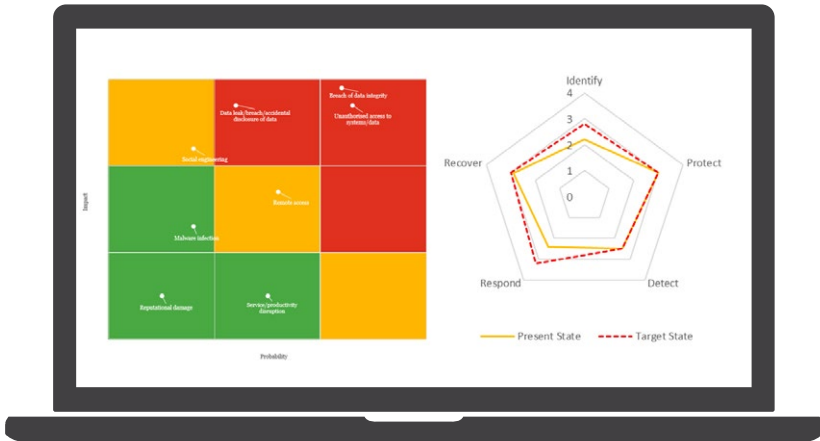 Breach of data integrity
Data leak/breach/accidental
disclosure of data
Unauthorised access to
systems/data
Social engineering
Impact
Remote access
Malware infection
Reputational damage
Service/productivity
disruption
Probability
Identify
4
3
2
1
0
Recover
Protect
Respond
Detect
Present State
Target State